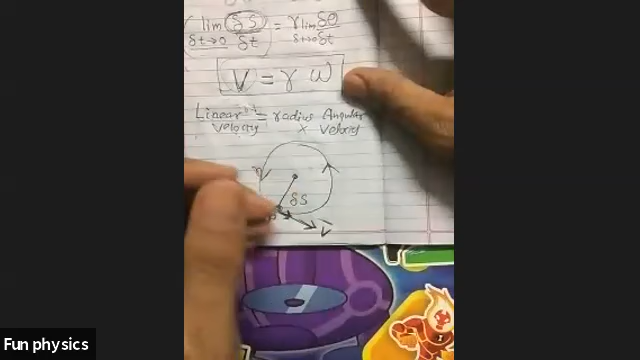 lim δS = r lim δθ
δt→0 δt δt→0 δt
V = r ω
Linear = radius Angular
velocity × velocity
δS
V
Fun physics